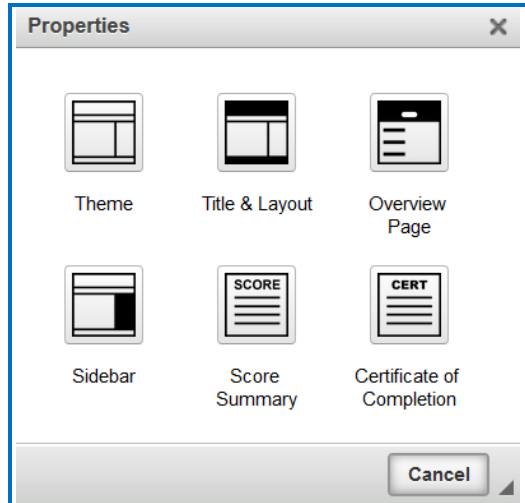 Properties
Theme
Title & Layout
Overview
Page
SCORE
CERT
Sidebar
Score
Summary
Certificate of
Completion
Cancel